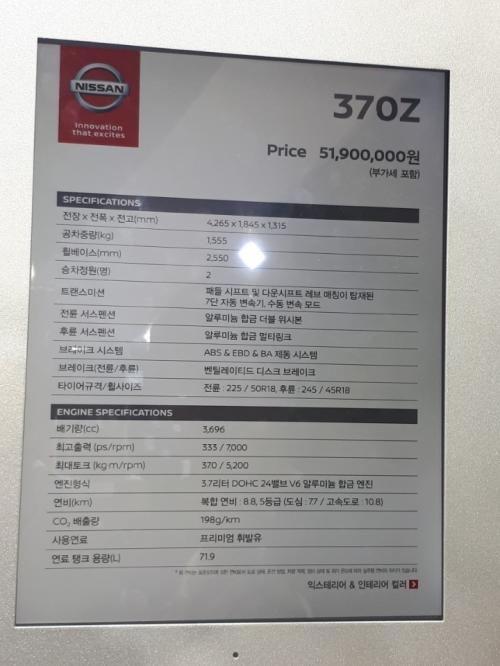 NISSAN
Innovation
that excites
370Z
Price 51,900,000원
(부가세 포함)
SPECIFICATIONS
전장 x 전폭 x 전고(mm) 4,265 x 1,845 x 1,315
공차중량(kg) 1,555
휠베이스(mm) 2,550
승차정원(명) 2
트랜스미션 패들 시프트 및 다운시프트 레브 매칭이 탑재된
7단 자동 변속기, 수동 변속 모드
전륜 서스펜션 알루미늄 합금 더블 위시본
후륜 서스펜션 알루미늄 합금 멀티링크
브레이크 시스템 ABS & EBD & BA 제동 시스템
브레이크(전륜/후륜) 벤틸레이티드 디스크 브레이크
타이어규격/휠사이즈 전륜 : 225 / 50R18, 후륜 : 245 / 45R18
ENGINE SPECIFICATIONS
배기량(cc) 3,696
최고출력 (ps/rpm) 333 / 7,000
최대토크 (kg·m/rpm) 37.0 / 5,200
엔진형식 3.7리터 DOHC 24밸브 V6 알루미늄 합금 엔진
연비(km) 복합 연비 : 8.8, 5등급 (도심 : 7.7 / 고속도로 : 10.8)
CO₂ 배출량 198g/km
사용연료 프리미엄 휘발유
연료 탱크 용량(L) 71.9
익스테리어 & 인테리어 컬러